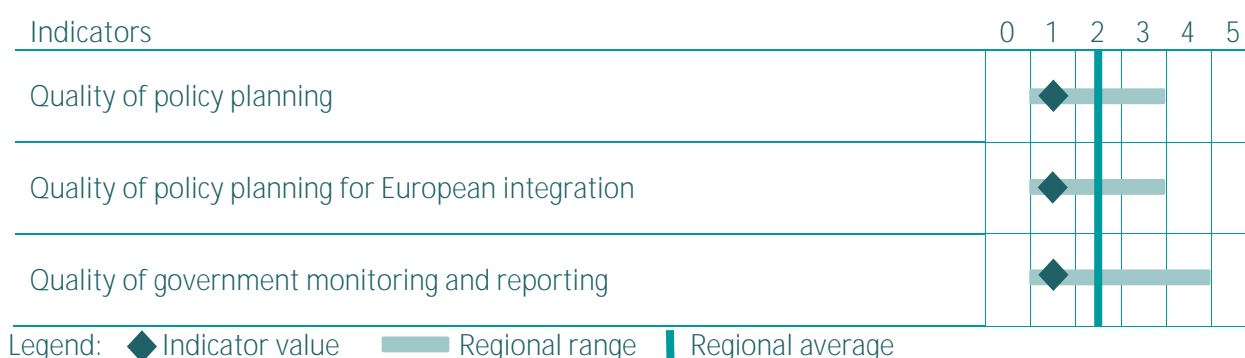 Indicators 0 1 2 3 4 5
Quality of policy planning
Quality of policy planning for European integration
Quality of government monitoring and reporting
Legend: Indicator value Regional range Regional average